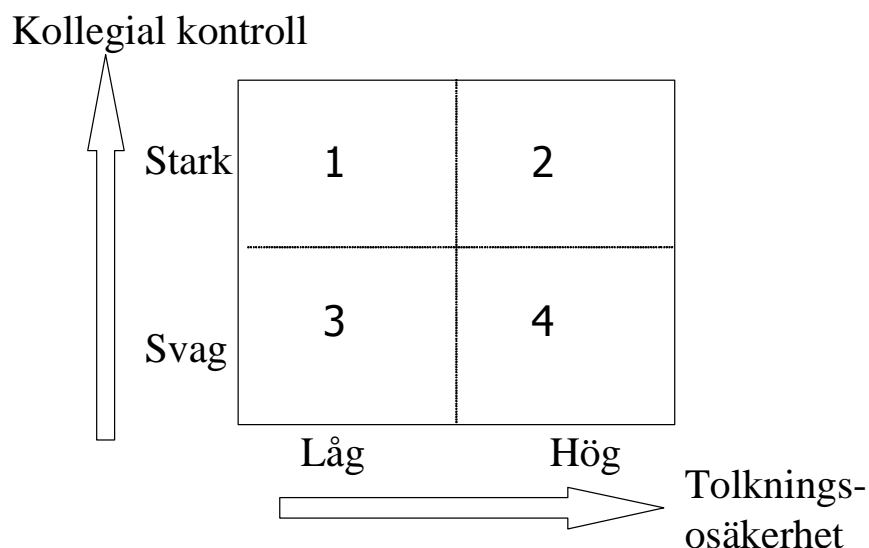 Kollegial kontroll
Stark
1
2
3
4
Svag
Låg
Hög
Tolknings-
osäkerhet